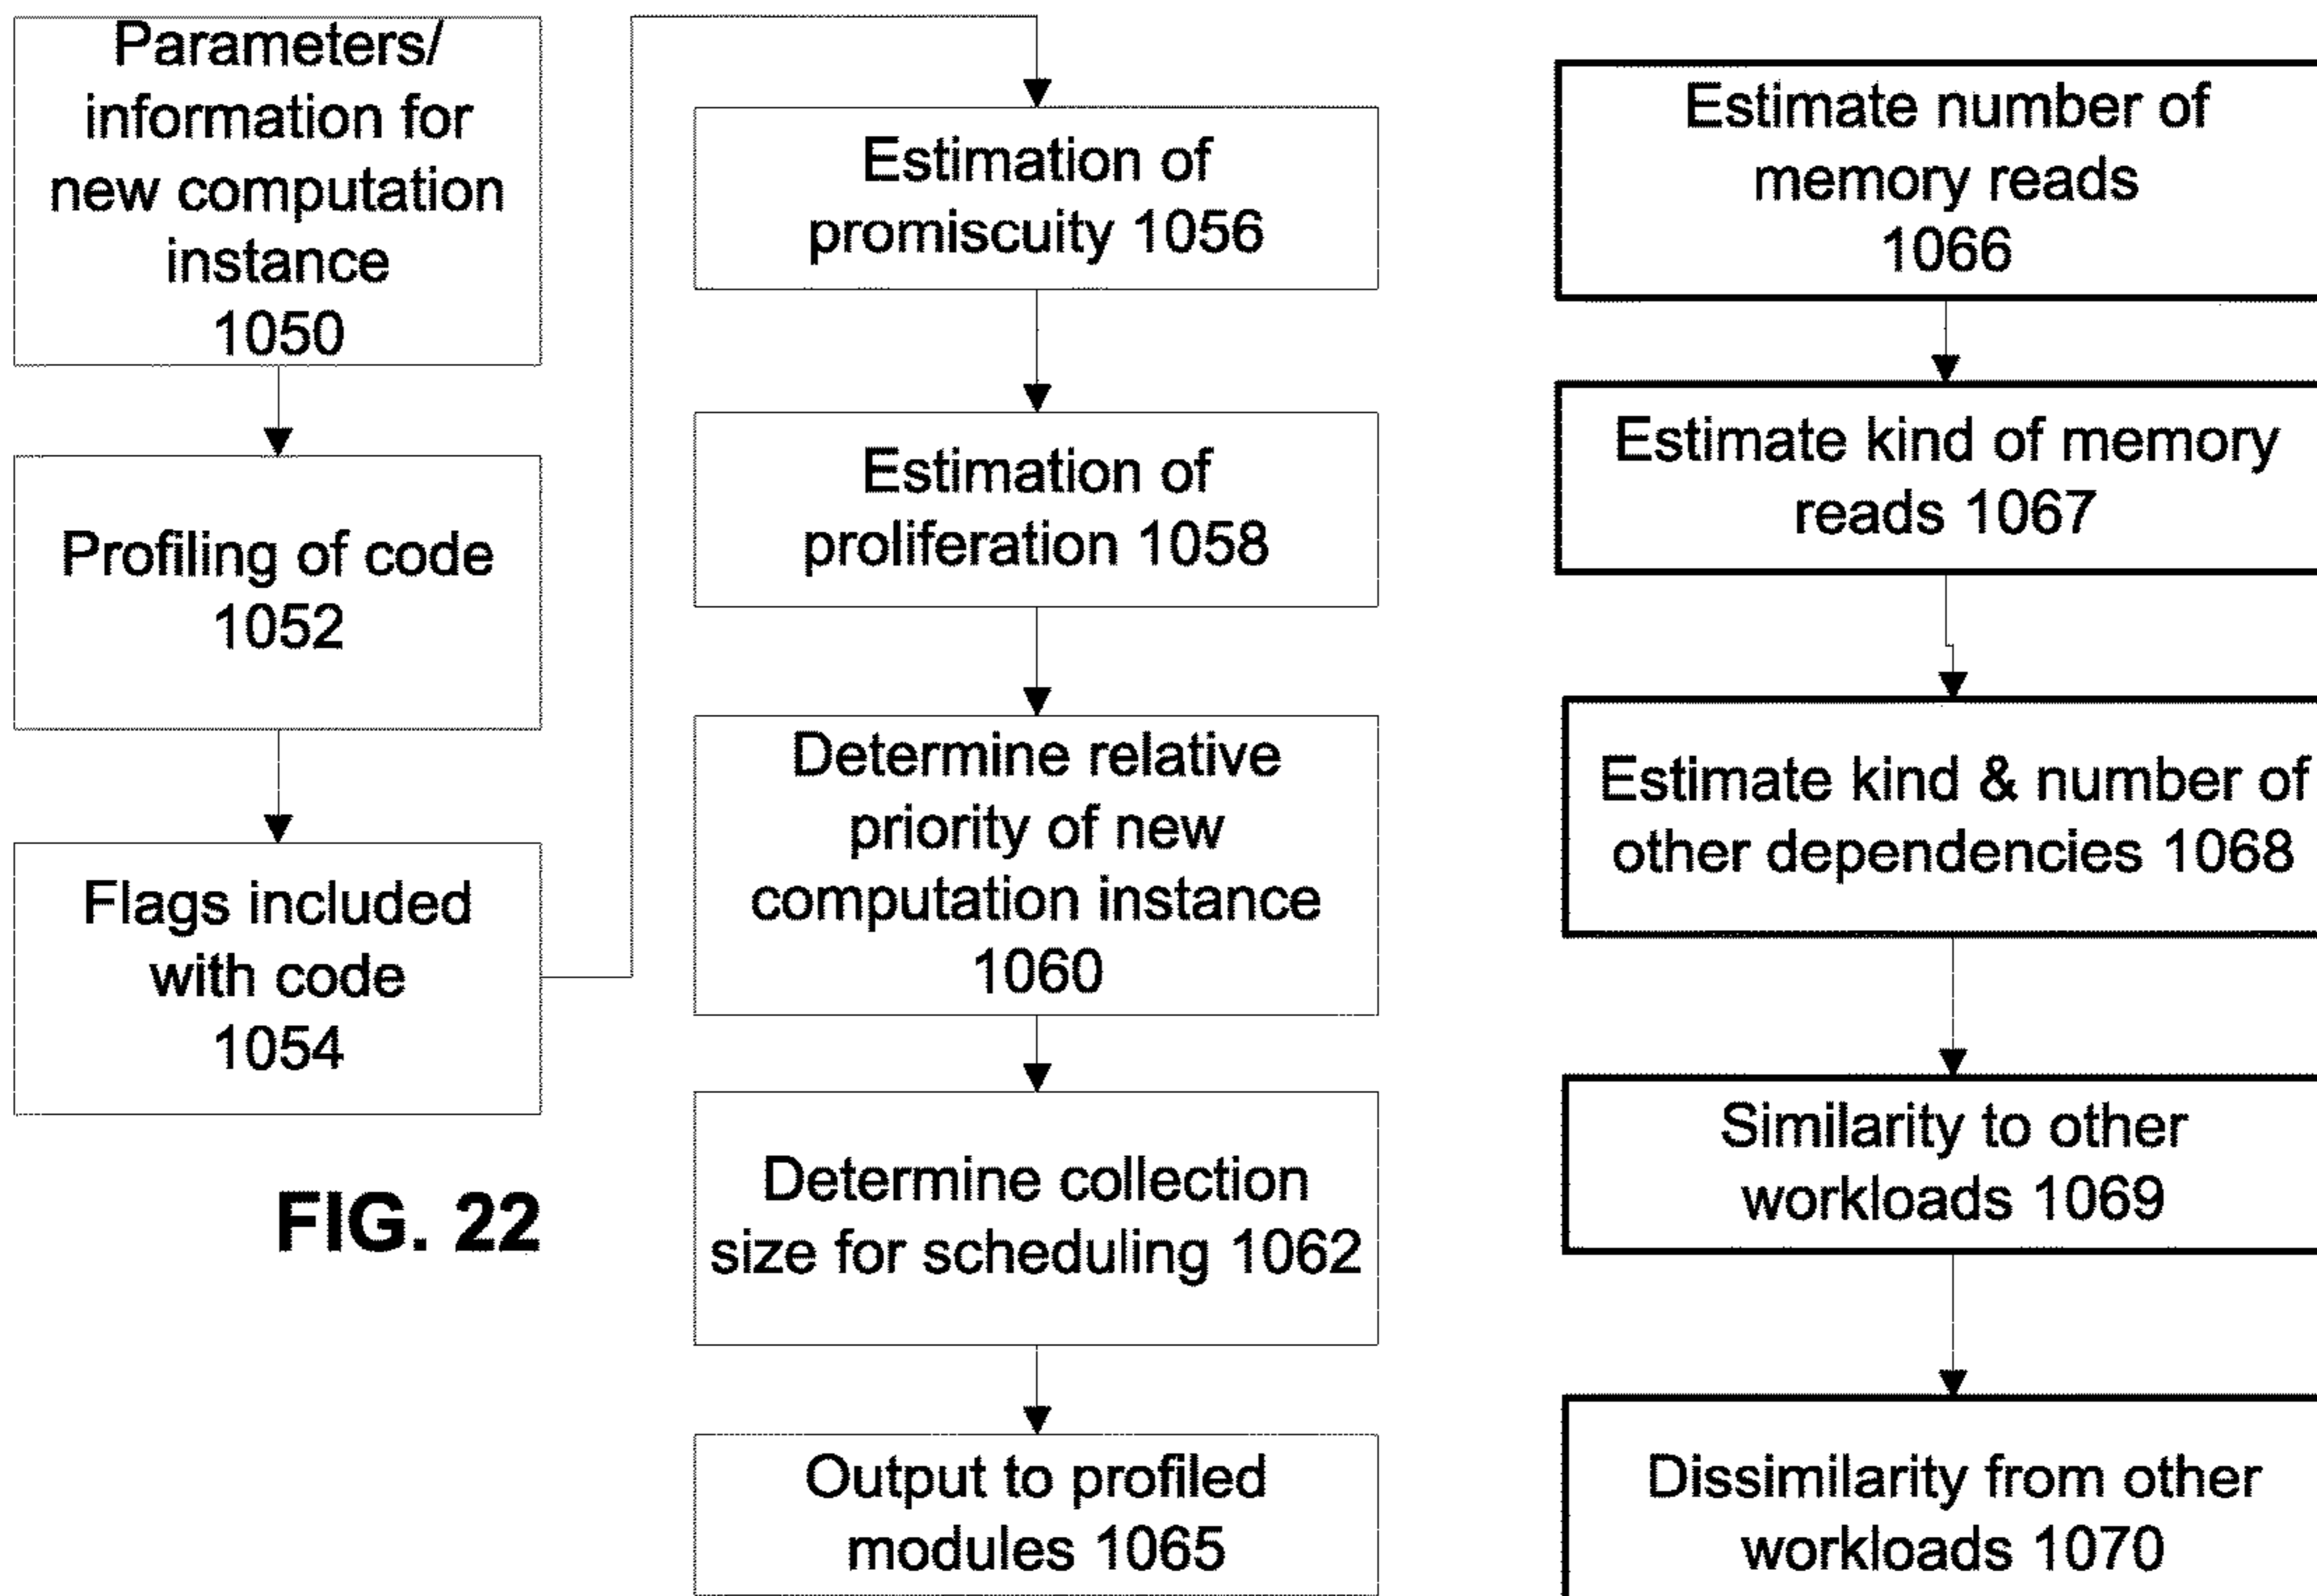 Parameters/
information for
new computation
instance
1050
Profiling of code
1052
Flags included
with code
1054
FIG. 22
Estimation of
promiscuity 1056
Estimation of
proliferation 1058
Determine relative
priority of new
computation instance
1060
Determine collection
size for scheduling 1062
Output to profiled
modules 1065
Estimate number of
memory reads
1066
Estimate kind of memory
reads 1067
Estimate kind & number of
other dependencies 1068
Similarity to other
workloads 1069
Dissimilarity from other
workloads 1070